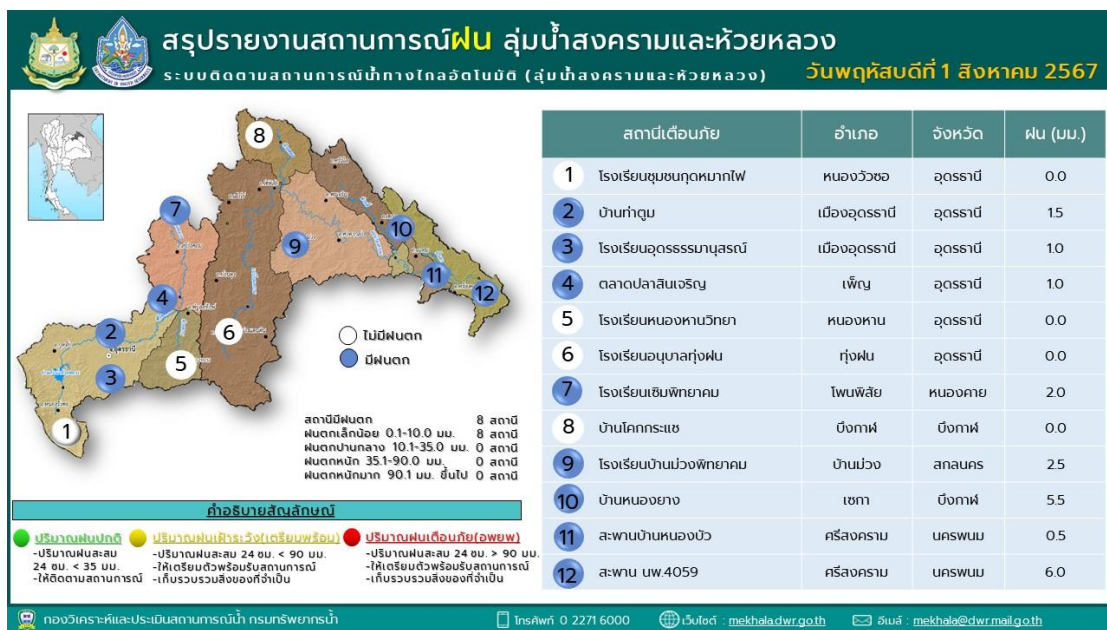 สรุปรายงานสถานการณ์ฝน ลุ่มน้ำสงครามและห้วยหลวง
ระบบติดตามสถานการณ์น้ำทางไกลอัตโนมัติ (ลุ่มน้ำสงครามและห้วยหลวง)
วันพฤหัสบดีที่ 1 สิงหาคม 2567
8
7
10
9
11
12
4
2
6
3
5
1
ไม่มีฝนตก
มีฝนตก
สถานีมีฝนตก 8 สถานี
ฝนตกเล็กน้อย 0.1-10.0 มม. 8 สถานี
ฝนตกปานกลาง 10.1-35.0 มม. 0 สถานี
ฝนตกหนัก 35.1-90.0 มม. 0 สถานี
ฝนตกหนักมาก 90.1 มม. ขึ้นไป 0 สถานี
คำอธิบายสัญลักษณ์
ปริมาณฝนปกติ
-ปริมาณฝนสะสม
24 ชม. < 35 มม.
-ให้ติดตามสถานการณ์
ปริมาณฝนเฝ้าระวัง(เตรียมพร้อม)
-ปริมาณฝนสะสม 24 ชม. < 90 มม.
-ให้เตรียมตัวพร้อมรับสถานการณ์
-เก็บรวบรวมสิ่งของที่จำเป็น
ปริมาณฝนเตือนภัย(อพยพ)
-ปริมาณฝนสะสม 24 ชม. > 90 มม.
-ให้เตรียมตัวพร้อมรับสถานการณ์
-เก็บรวบรวมสิ่งของที่จำเป็น
สถานีเตือนภัย อำเภอ จังหวัด ฝน (มม.)
1 โรงเรียนชุมชนกุดหมากไฟ หนองวัวซอ อุดรธานี 0.0
2 บ้านท่าตูม เมืองอุดรธานี อุดรธานี 1.5
3 โรงเรียนอุดรธรรมานุสรณ์ เมืองอุดรธานี อุดรธานี 1.0
4 ตลาดปลาสินเจริญ เพ็ญ อุดรธานี 1.0
5 โรงเรียนหนองหานวิทยา หนองหาน อุดรธานี 0.0
6 โรงเรียนอนุบาลทุ่งฝน ทุ่งฝน อุดรธานี 0.0
7 โรงเรียนเซิมพิทยาคม โพนพิสัย หนองคาย 2.0
8 บ้านโคกกระแซ บึงกาฬ บึงกาฬ 0.0
9 โรงเรียนบ้านม่วงพิทยาคม บ้านม่วง สกลนคร 2.5
10 บ้านหนองยาง เซกา บึงกาฬ 5.5
11 สะพานบ้านหนองบัว ศรีสงคราม นครพนม 0.5
12 สะพาน นพ.4059 ศรีสงคราม นครพนม 6.0
กองวิเคราะห์และประเมินสถานการณ์น้ำ กรมทรัพยากรน้ำ โทรศัพท์ 0 2271 6000 เว็บไซต์ : mekhala.dwr.go.th อีเมล์ : mekhala@dwr.mail.go.th